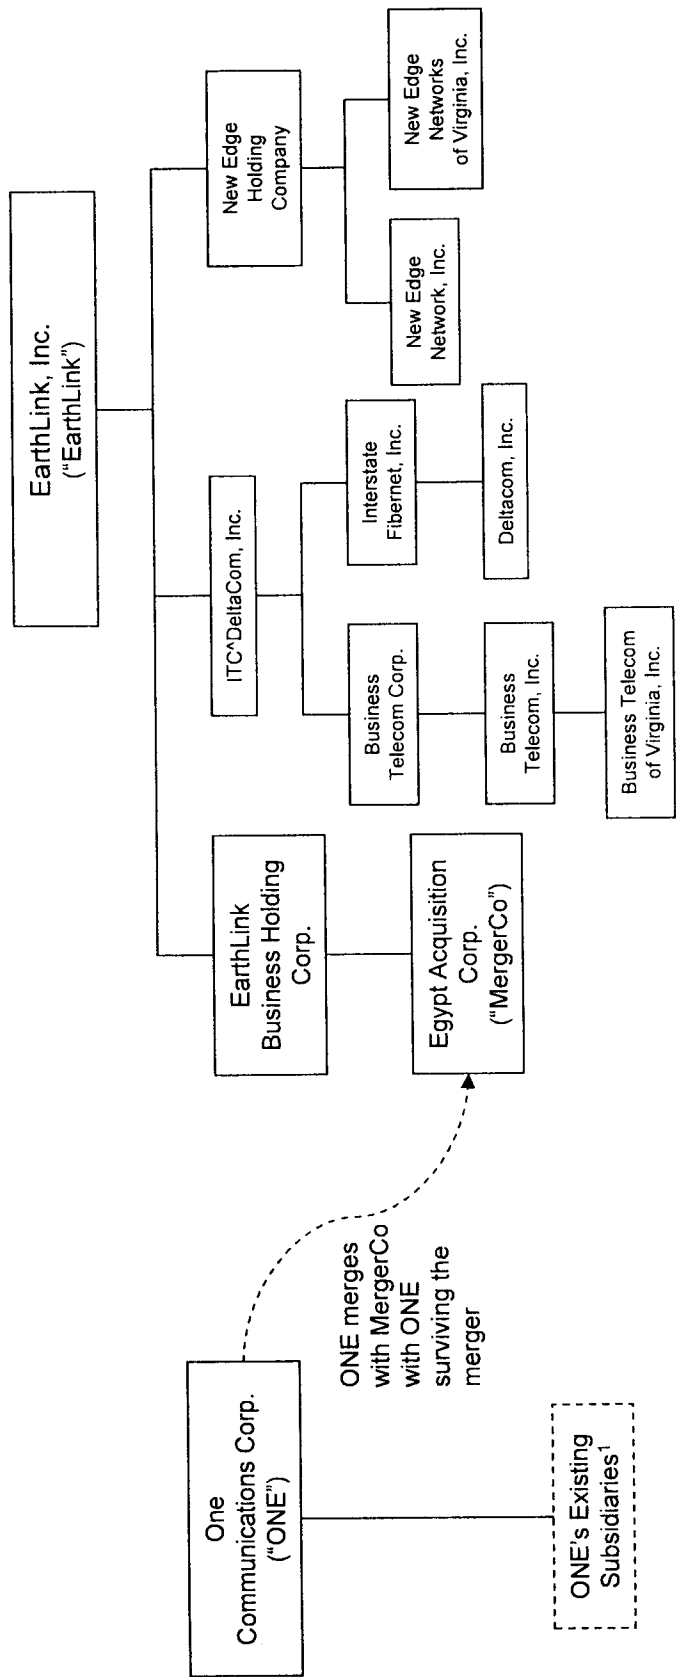 EarthLink, Inc.
(“EarthLink”)
EarthLink
Business Holding
Corp.
ITC^DeltaCom, Inc.
New Edge
Holding
Company
One
Communications Corp.
(“ONE”)
ONE merges
with MergerCo
with ONE
surviving the
merger
Egypt Acquisition
Corp.
(“MergerCo”)
Business
Telecom Corp.
Interstate
Fibernet, Inc.
New Edge
Network, Inc.
New Edge
Networks
of Virginia, Inc.
Business
Telecom, Inc.
Deltacom, Inc.
ONE’s Existing
Subsidiaries¹
Business Telecom
of Virginia, Inc.